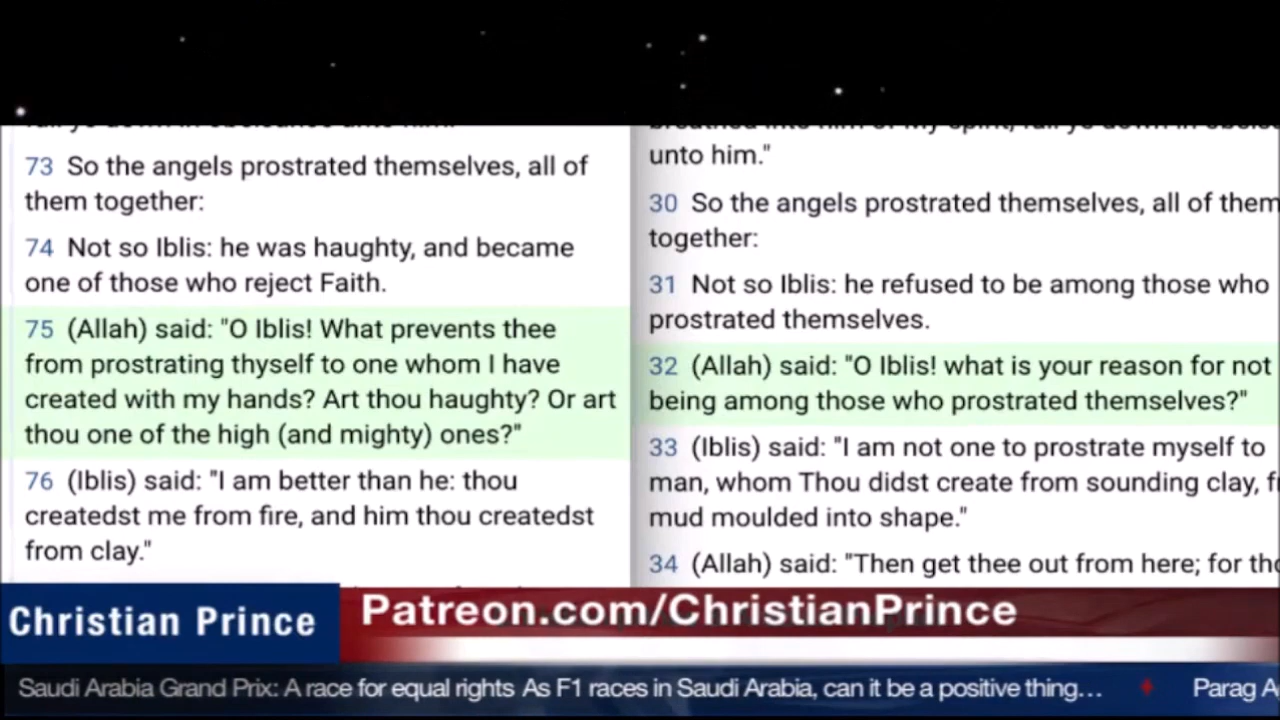 73 So the angels prostrated themselves, all of
them together:
74 Not so Iblis: he was haughty, and became
one of those who reject Faith.
75 (Allah) said: "O Iblis! What prevents thee
from prostrating thyself to one whom I have
created with my hands? Art thou haughty? Or art
thou one of the high (and mighty) ones?"
76 (Iblis) said: "I am better than he: thou
createdst me from fire, and him thou createdst
from clay."
unto him."
30 So the angels prostrated themselves, all of them
together:
31 Not so Iblis: he refused to be among those who
prostrated themselves.
32 (Allah) said: "O Iblis! what is your reason for not
being among those who prostrated themselves?"
33 (Iblis) said: "I am not one to prostrate myself to
man, whom Thou didst create from sounding clay,
mud moulded into shape."
34 (Allah) said: "Then get thee out from here; for
Christian Prince
Patreon.com/ChristianPrince
Saudi Arabia Grand Prix: A race for equal rights As F1 races in Saudi Arabia, can it be a positive thing...
Parag A